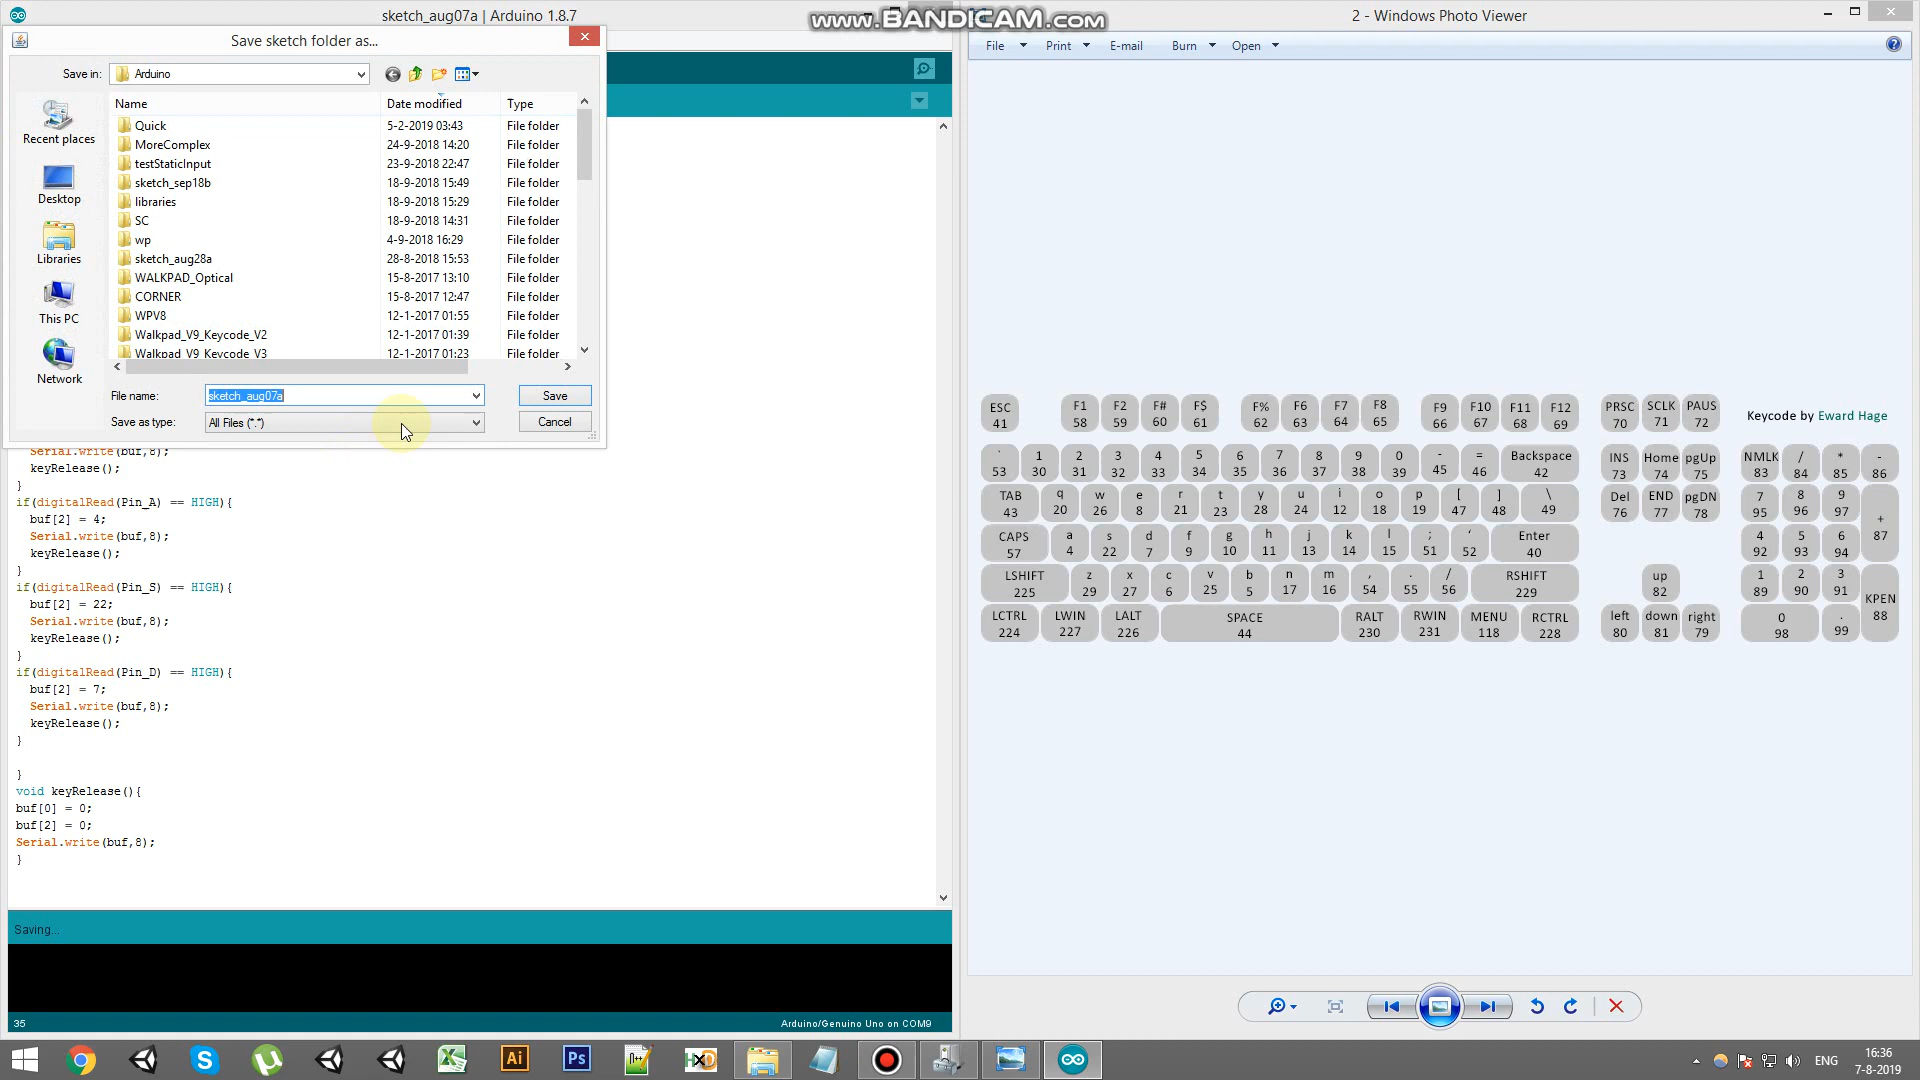 sketch_aug07a | Arduino 1.8.7
www.BANDICAM.com
2 - Windows Photo Viewer
Save sketch folder as...
File
Print
E-mail
Burn
Open
Save in:
Arduino
Name
Date modified
Type
Quick 5-2-2019 03:43 File folder
MoreComplex 24-9-2018 14:20 File folder
testStaticInput 23-9-2018 22:47 File folder
sketch_sep18b 18-9-2018 15:49 File folder
libraries 18-9-2018 15:29 File folder
SC 18-9-2018 14:31 File folder
wp 4-9-2018 16:29 File folder
sketch_aug28a 28-8-2018 15:53 File folder
WALKPAD_Optical 15-8-2017 13:10 File folder
CORNER 15-8-2017 12:47 File folder
WPV8 12-1-2017 01:55 File folder
Walkpad_V9_Keycode_V2 12-1-2017 01:39 File folder
Walkpad_V9_Keycode_V3 12-1-2017 01:23 File folder
Recent places
Desktop
Libraries
This PC
Network
File name: sketch_aug07a Save
Save as type: All Files (*.*) Cancel
Serial.write(buf,8);
keyRelease();
}
if(digitalRead(Pin_A) == HIGH){
buf[2] = 4;
Serial.write(buf,8);
keyRelease();
}
if(digitalRead(Pin_S) == HIGH){
buf[2] = 22;
Serial.write(buf,8);
keyRelease();
}
if(digitalRead(Pin_D) == HIGH){
buf[2] = 7;
Serial.write(buf,8);
keyRelease();
}
}
void keyRelease(){
buf[0] = 0;
buf[2] = 0;
Serial.write(buf,8);
}
Saving...
35
Arduino/Genuino Uno on COM9
ESC F1 F2 F# F$ F% F6 F7 F8 F9 F10 F11 F12 PRSC SCLK PAUS
41 58 59 60 61 62 63 64 65 66 67 68 69 70 71 72
Keycode by Eward Hage
` 1 2 3 4 5 6 7 8 9 0 - = Backspace INS Home pgUp NMLK / * -
53 30 31 32 33 34 35 36 37 38 39 45 46 42 73 74 75 83 84 85 86
TAB q w e r t y u i o p [ ] \ Del END pgDN 7 8 9 +
43 20 26 8 21 23 28 24 12 18 19 47 48 49 76 77 78 95 96 97 87
CAPS a s d f g h j k l ; ‘ Enter 4 5 6
57 4 22 7 9 10 11 13 14 15 51 52 40 92 93 94
LSHIFT z x c v b n m , . / RSHIFT up 1 2 3 KPEN
225 29 27 6 25 5 17 16 54 55 56 229 82 89 90 91 88
LCTRL LWIN LALT SPACE RALT RWIN MENU RCTRL left down right 0 .
224 227 226 44 230 231 118 228 80 81 79 98 99
Ai
Ps
HxD
ENG
16:36
7-8-2019